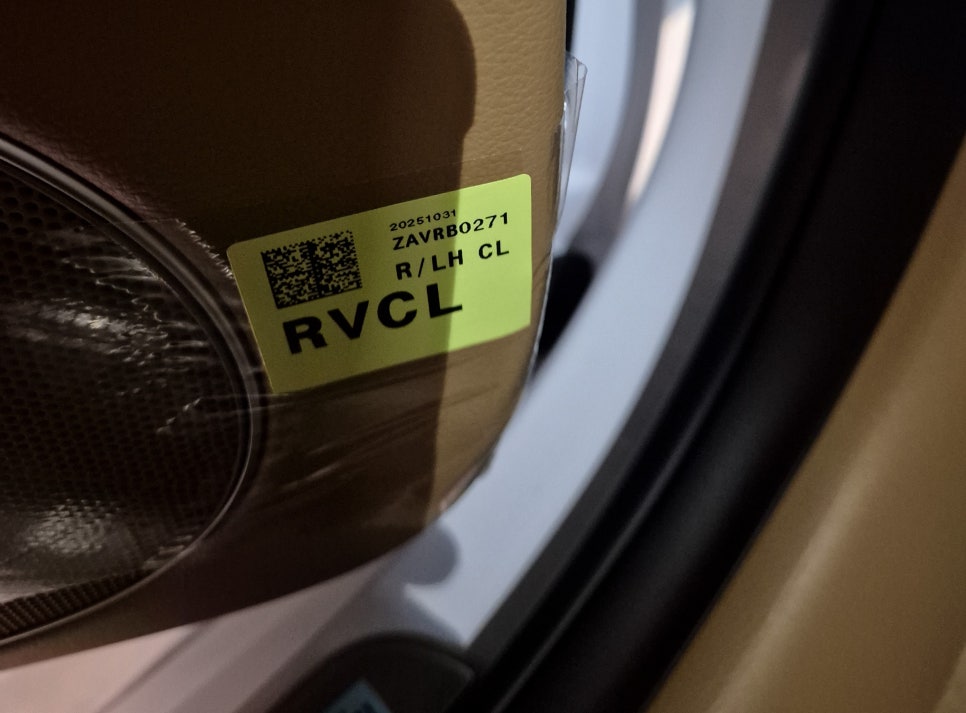 20251031
ZAVRB0271
R/LH CL
RVCL